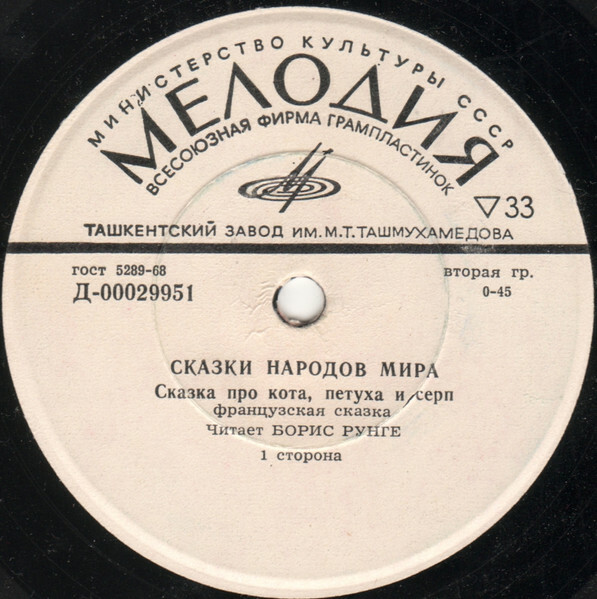 МИНИСТЕРСТВО КУЛЬТУРЫ СССР
МЕЛОДИЯ
ВСЕСОЮЗНАЯ ФИРМА ГРАМПЛАСТИНОК
33
ТАШКЕНТСКИЙ ЗАВОД ИМ. М.Т. ТАШМУХАМЕДОВА
гост 5289-68
вторая гр.
Д-00029951
0-45
СКАЗКИ НАРОДОВ МИРА
Сказка про кота, петуха и серп
французская сказка
Читает БОРИС РУНГЕ
1 сторона